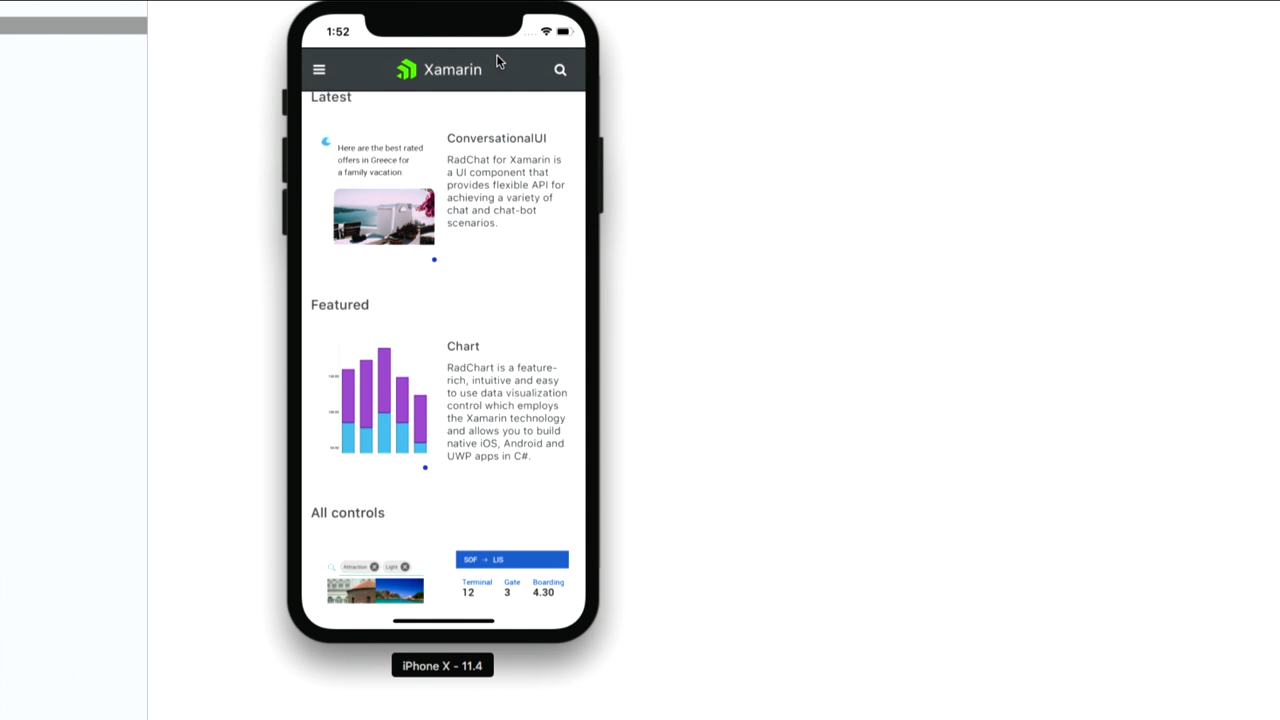 1:52
Xamarin
Latest
Here are the best rated
offers in Greece for
a family vacation
ConversationalUI
RadChat for Xamarin is
a UI component that
provides flexible API for
achieving a variety of
chat and chat-bot
scenarios.
Featured
Chart
RadChart is a feature-
rich, intuitive and easy
to use data visualization
control which employs
the Xamarin technology
and allows you to build
native iOS, Android and
UWP apps in C#.
All controls
Attraction
Light
SOF → LIS
Terminal Gate Boarding
12 3 4.30
iPhone X - 11.4